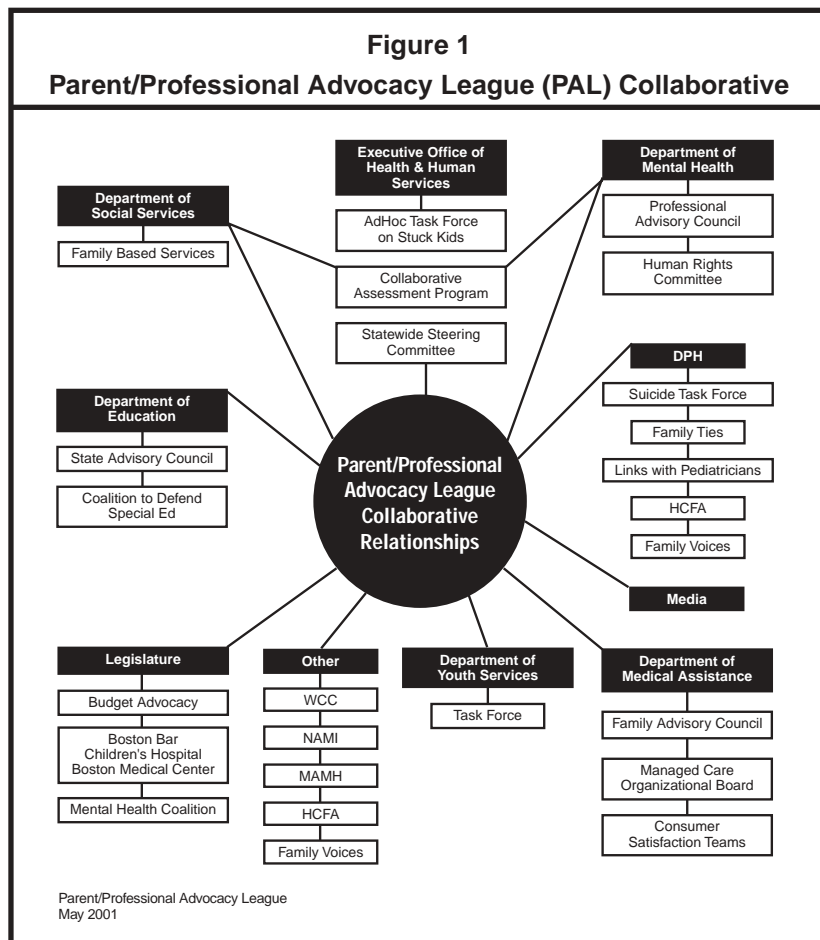 Figure 1
Parent/Professional Advocacy League (PAL) Collaborative
Executive Office of
Health & Human
Services
AdHoc Task Force
on Stuck Kids
Collaborative
Assessment Program
Statewide Steering
Committee
Department of
Mental Health
Professional
Advisory Council
Human Rights
Committee
Department of
Social Services
Family Based Services
Department of
Education
State Advisory Council
Coalition to Defend
Special Ed
Parent/Professional
Advocacy League
Collaborative
Relationships
DPH
Suicide Task Force
Family Ties
Links with Pediatricians
HCFA
Family Voices
Media
Legislature
Budget Advocacy
Boston Bar
Children's Hospital
Boston Medical Center
Mental Health Coalition
Other
WCC
NAMI
MAMH
HCFA
Family Voices
Department of
Youth Services
Task Force
Department of
Medical Assistance
Family Advisory Council
Managed Care
Organizational Board
Consumer
Satisfaction Teams
Parent/Professional Advocacy League
May 2001